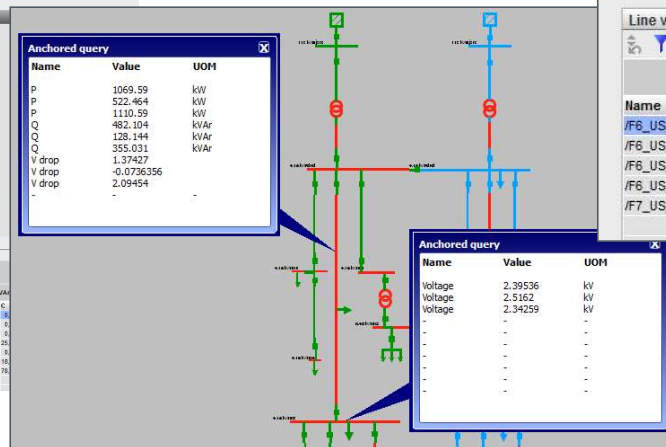 Line v
Anchored query
Name Value UOM
P 1069.59 kW
P 522.464 kW
P 1110.59 kW
Q 482.104 kVAr
Q 128.144 kVAr
Q 355.031 kVAr
V drop 1.37427
V drop -0.0736356
V drop 2.09454
- - -
Name
/F6_US
/F6_US
/F6_US
/F6_US
/F7_US
Anchored query
Name Value UOM
Voltage 2.39536 kV
Voltage 2.5162 kV
Voltage 2.34259 kV
- - -
- - -
- - -
- - -
- - -
- - -